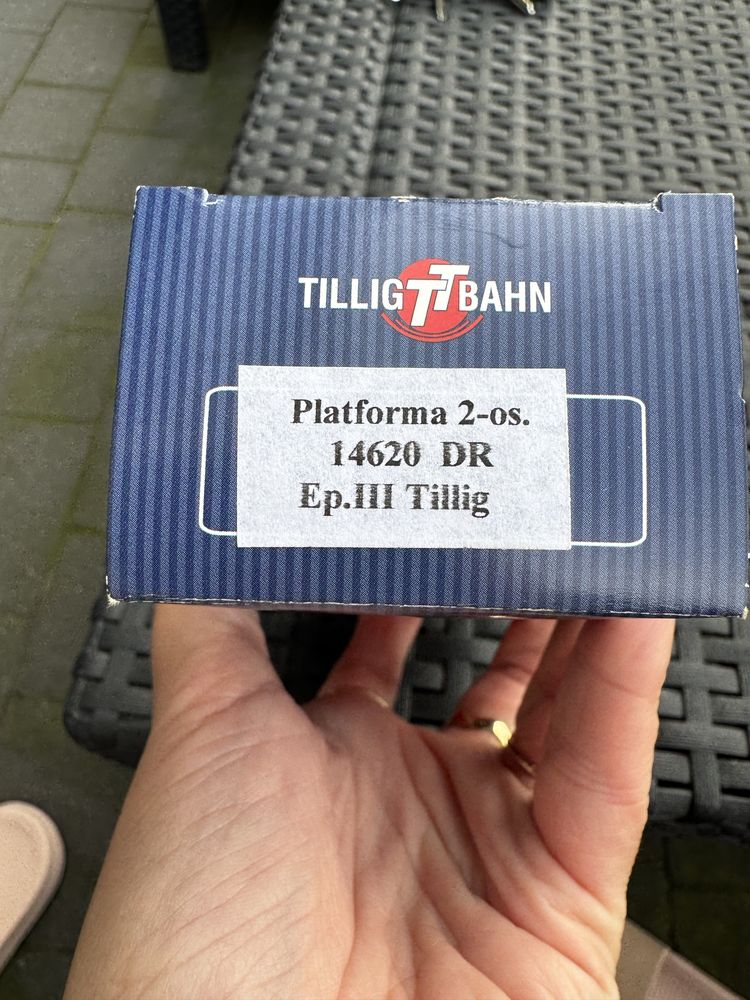 TILLIG TT BAHN
Platforma 2-os.
14620 DR
Ep.III Tillig